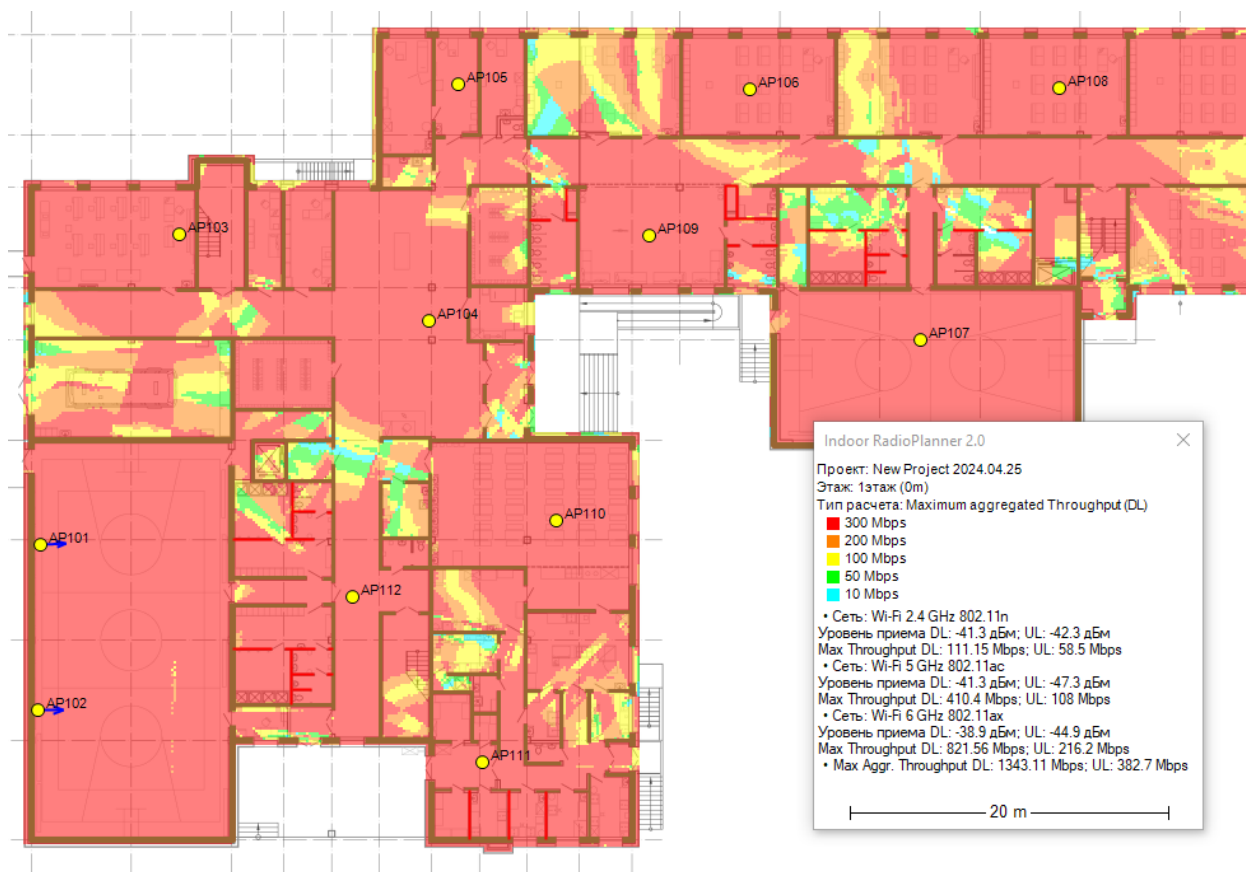 AP105
AP106
AP108
AP103
AP109
AP104
AP107
AP110
AP101
AP112
AP102
AP111
Indoor RadioPlanner 2.0
Проект: New Project 2024.04.25
Этаж: 1этаж (0m)
Тип расчета: Maximum aggregated Throughput (DL)
300 Mbps
200 Mbps
100 Mbps
50 Mbps
10 Mbps
• Сеть: Wi-Fi 2.4 GHz 802.11n
Уровень приема DL: -41.3 дБм; UL: -42.3 дБм
Max Throughput DL: 111.15 Mbps; UL: 58.5 Mbps
• Сеть: Wi-Fi 5 GHz 802.11ac
Уровень приема DL: -41.3 дБм; UL: -47.3 дБм
Max Throughput DL: 410.4 Mbps; UL: 108 Mbps
• Сеть: Wi-Fi 6 GHz 802.11ax
Уровень приема DL: -38.9 дБм; UL: -44.9 дБм
Max Throughput DL: 821.56 Mbps; UL: 216.2 Mbps
• Max Aggr. Throughput DL: 1343.11 Mbps; UL: 382.7 Mbps
20 m